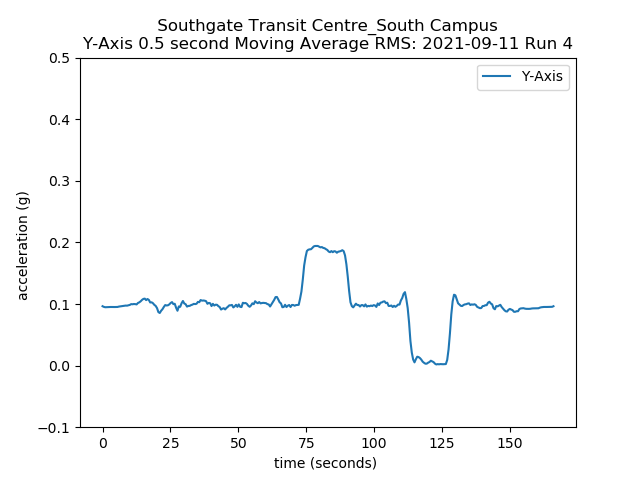 Southgate Transit Centre_South Campus
Y-Axis 0.5 second Moving Average RMS: 2021-09-11 Run 4
Y-Axis
acceleration (g)
0.5
0.4
0.3
0.2
0.1
0.0
−0.1
0 25 50 75 100 125 150
time (seconds)